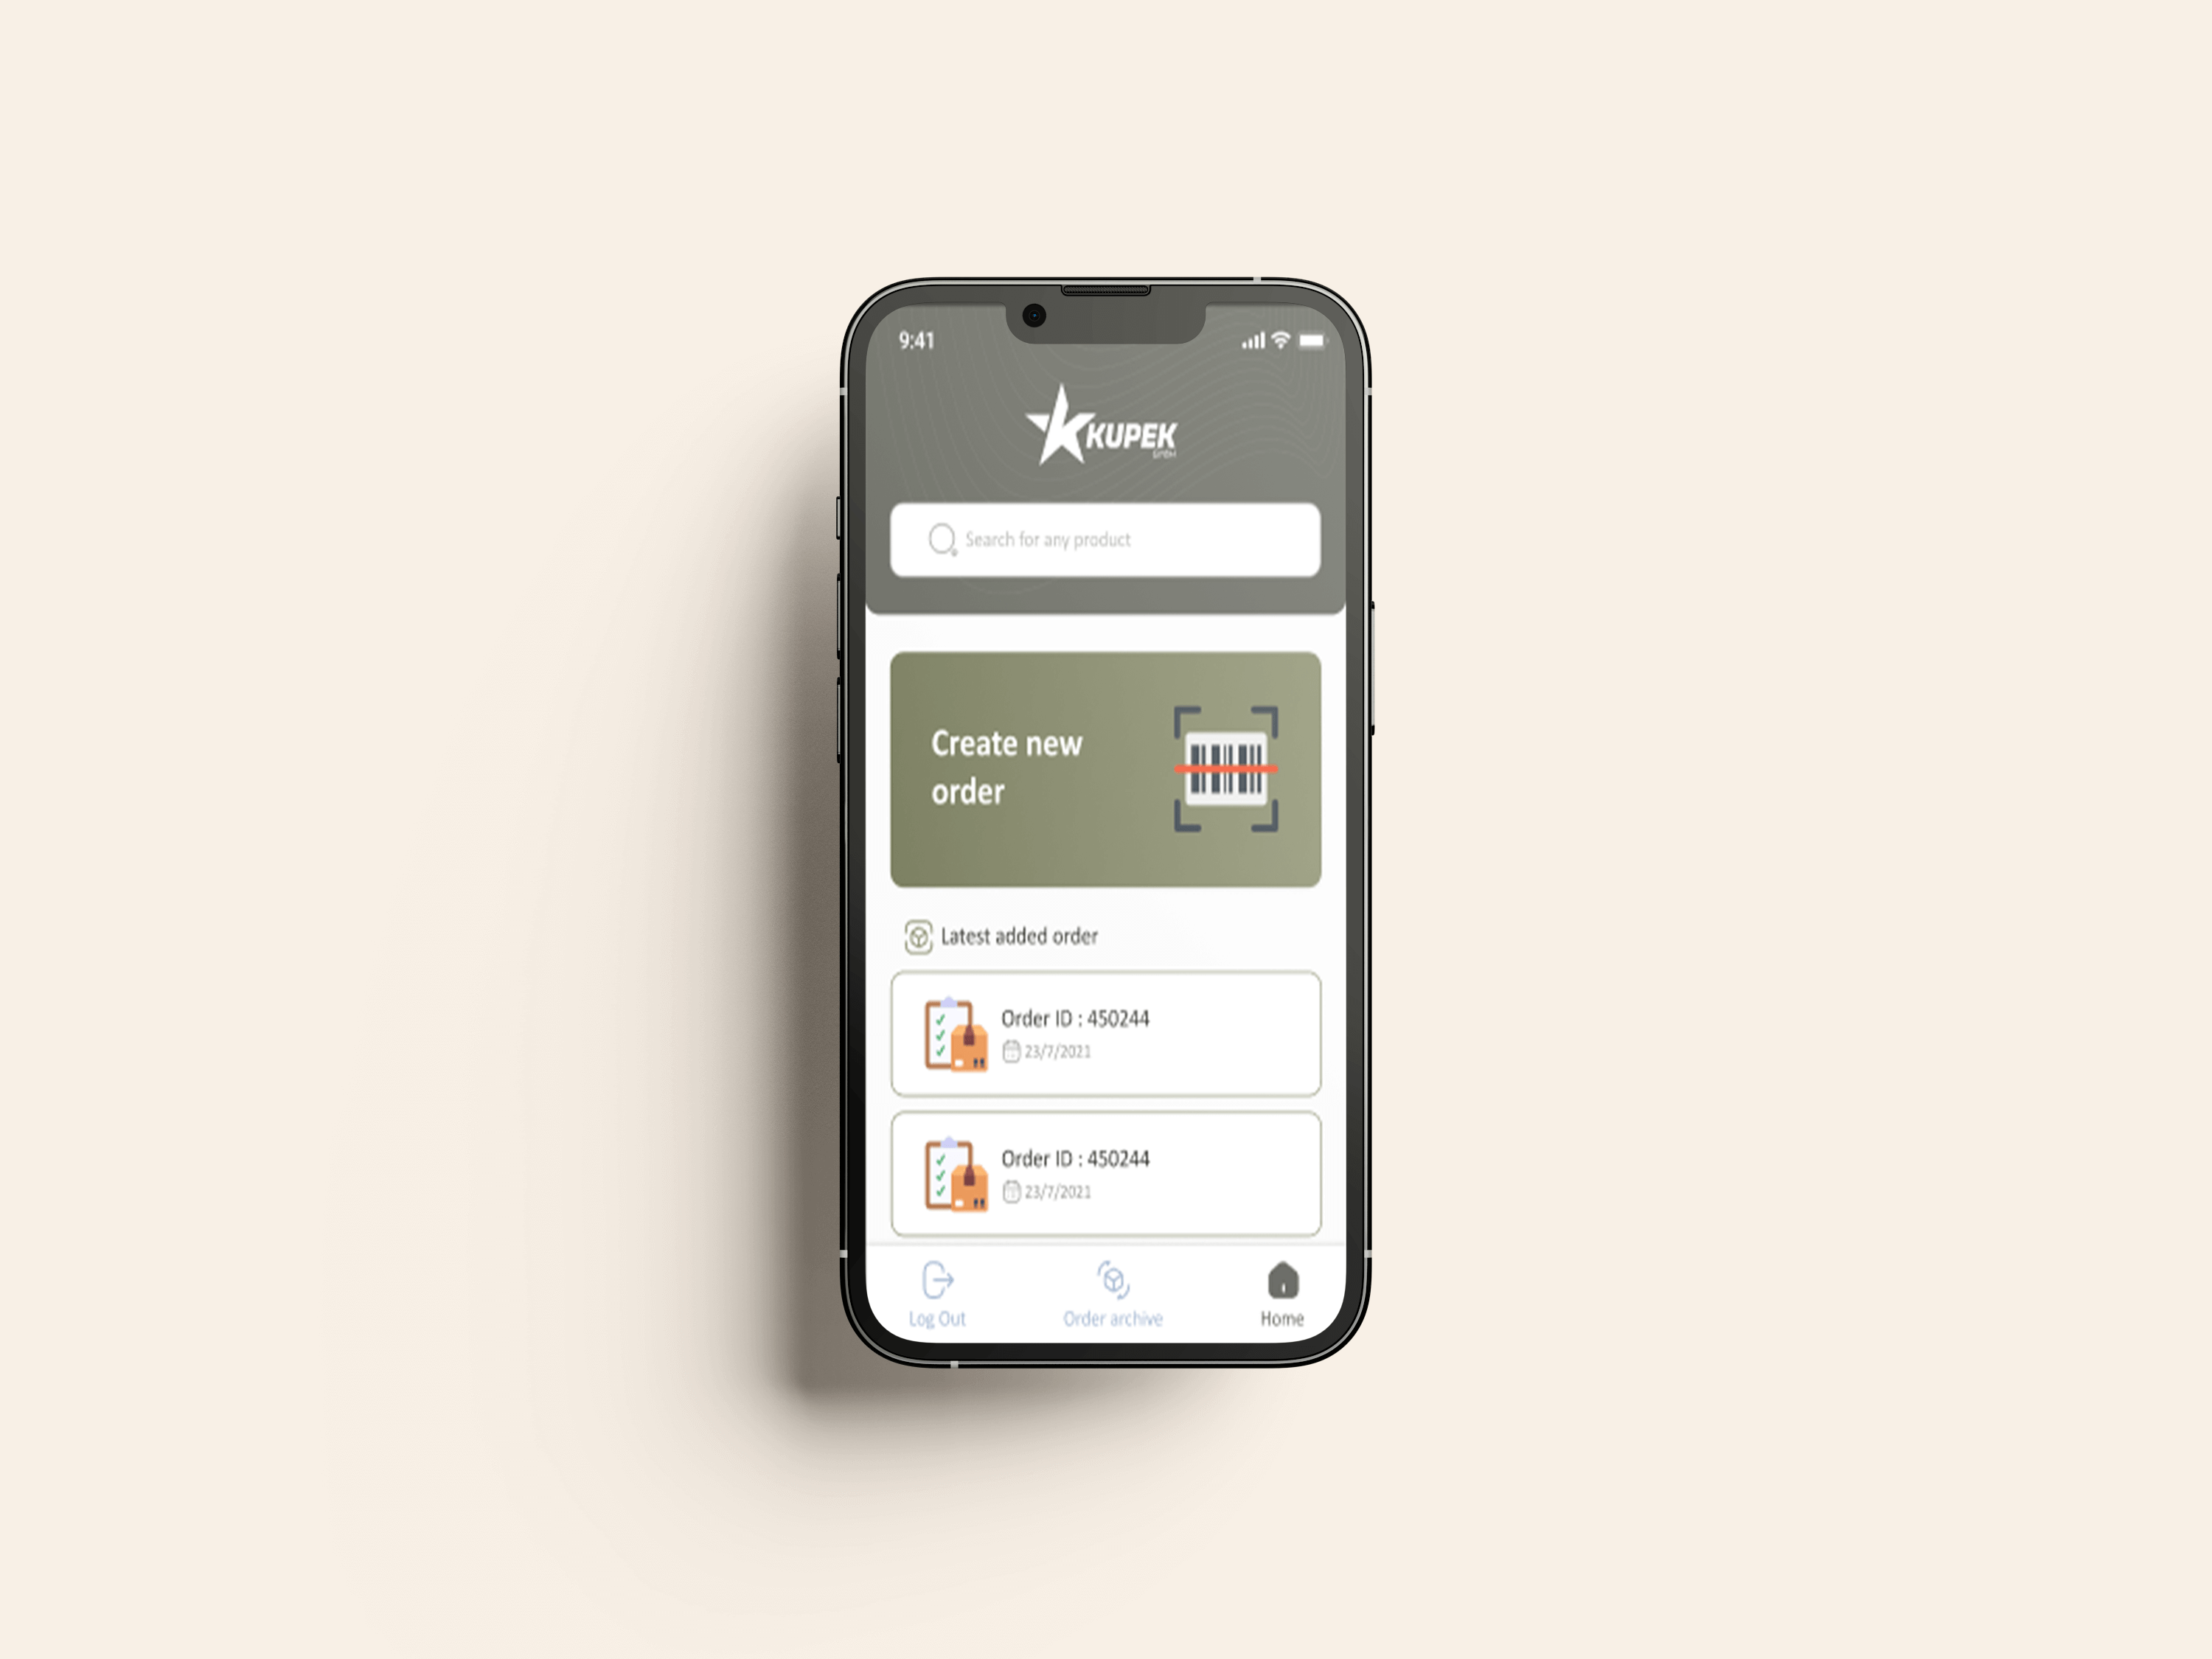 9:41
KUPEK
GmbH
Search for any product
Create new
order
Latest added order
Order ID : 450244
23/7/2021
Order ID : 450244
23/7/2021
Log Out
Order archive
Home